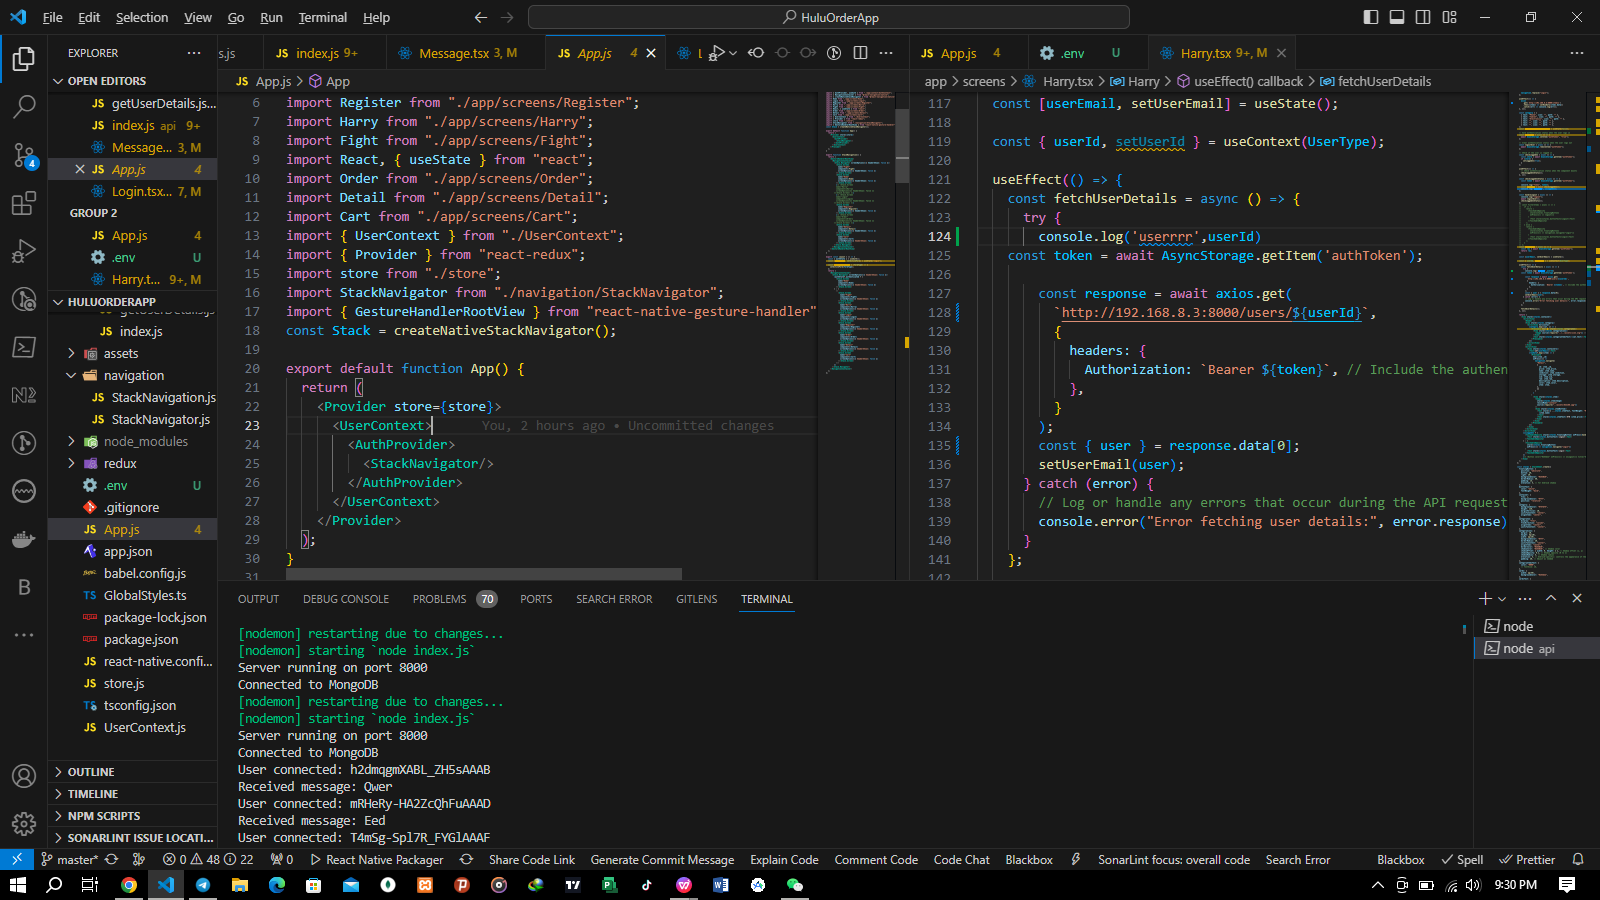 File Edit Selection View Go Run Terminal Help
HuluOrderApp
EXPLORER
OPEN EDITORS
getUserDetails.js...
index.js api 9+
Message... 3, M
App.js 4
Login.tsx... 7, M
GROUP 2
App.js 4
.env U
Harry.t... 9+, M
HULUORDERAPP
index.js
assets
navigation
StackNavigation.js
StackNavigator.js
node_modules
redux
.env U
.gitignore
App.js 4
app.json
babel.config.js
GlobalStyles.ts
package-lock.json
package.json
react-native.confi...
store.js
tsconfig.json
UserContext.js
OUTLINE
TIMELINE
NPM SCRIPTS
SONARLINT ISSUE LOCATI...
s.js
index.js 9+
Message.tsx 3, M
App.js 4
App.js > App
6 import Register from "./app/screens/Register";
7 import Harry from "./app/screens/Harry";
8 import Fight from "./app/screens/Fight";
9 import React, { useState } from "react";
10 import Order from "./app/screens/Order";
11 import Detail from "./app/screens/Detail";
12 import Cart from "./app/screens/Cart";
13 import { UserContext } from "./UserContext";
14 import { Provider } from "react-redux";
15 import store from "./store";
16 import StackNavigator from "./navigation/StackNavigator";
17 import { GestureHandlerRootView } from "react-native-gesture-handler"
18 const Stack = createNativeStackNavigator();
19
20 export default function App() {
21 return (
22 <Provider store={store}>
23 <UserContext> You, 2 hours ago • Uncommitted changes
24 <AuthProvider>
25 <StackNavigator/>
26 </AuthProvider>
27 </UserContext>
28 </Provider>
29 );
30 }
31
App.js 4
.env U
Harry.tsx 9+, M
app > screens > Harry.tsx > Harry > useEffect() callback > fetchUserDetails
117 const [userEmail, setUserEmail] = useState();
118
119 const { userId, setUserId } = useContext(UserType);
120
121 useEffect(() => {
122 const fetchUserDetails = async () => {
123 try {
124 console.log('userrrr',userId)
125 const token = await AsyncStorage.getItem('authToken');
126
127 const response = await axios.get(
128 `http://192.168.8.3:8000/users/${userId}`,
129 {
130 headers: {
131 Authorization: `Bearer ${token}`, // Include the authen
132 },
133 }
134 );
135 const { user } = response.data[0];
136 setUserEmail(user);
137 } catch (error) {
138 // Log or handle any errors that occur during the API request
139 console.error("Error fetching user details:", error.response)
140 }
141 };
142
OUTPUT DEBUG CONSOLE PROBLEMS 70 PORTS SEARCH ERROR GITLENS TERMINAL
[nodemon] restarting due to changes...
[nodemon] starting `node index.js`
Server running on port 8000
Connected to MongoDB
[nodemon] restarting due to changes...
[nodemon] starting `node index.js`
Server running on port 8000
Connected to MongoDB
User connected: h2dmqgmXABL_ZH5sAAAB
Received message: Qwer
User connected: mRHeRy-HA2ZcQhFuAAAD
Received message: Eed
User connected: T4mSg-Spl7R_FYGlAAAF
node
node api
master* 0 48 22 0 React Native Packager Share Code Link Generate Commit Message Explain Code Comment Code Code Chat Blackbox SonarLint focus: overall code Search Error Blackbox Spell Prettier
9:30 PM